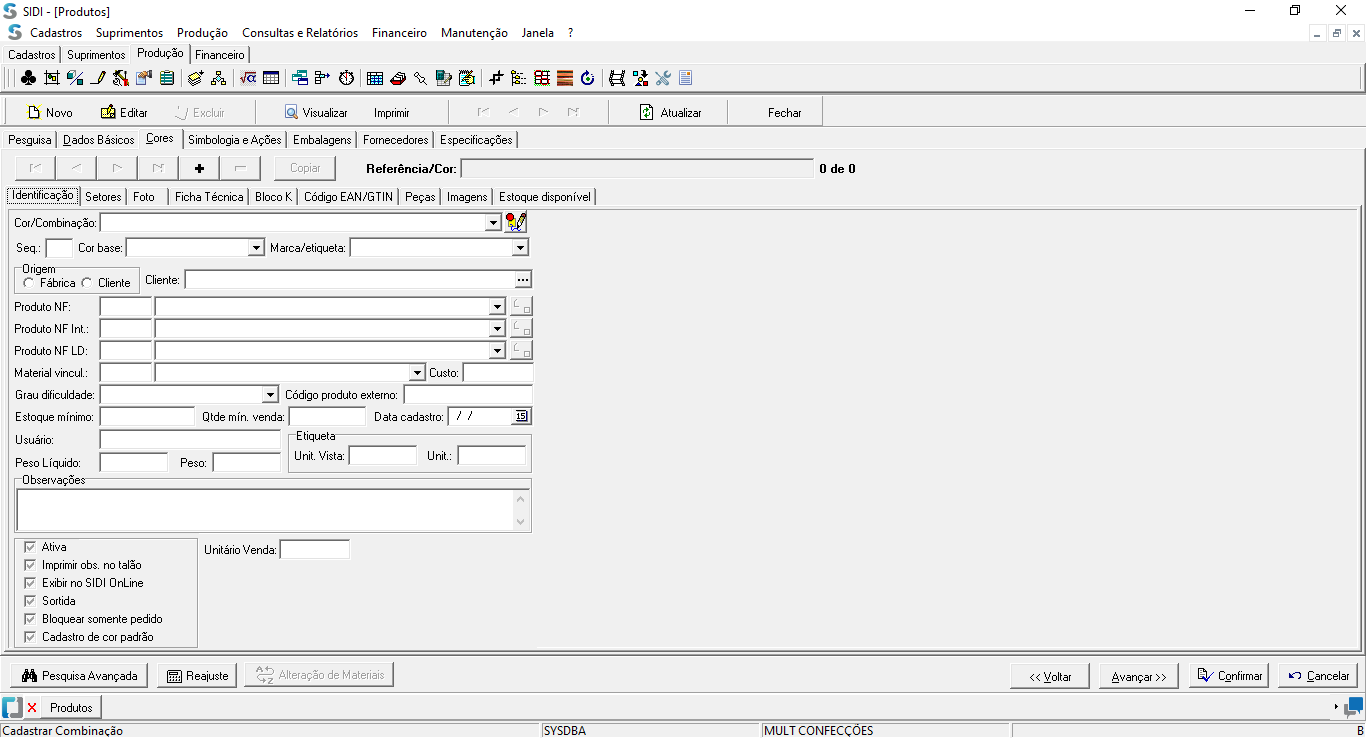 SIDI - [Produtos]
Cadastros Suprimentos Produção Consultas e Relatórios Financeiro Manutenção Janela ?
Cadastros Suprimentos Produção Financeiro
Novo Editar Excluir Visualizar Imprimir Atualizar Fechar
Pesquisa Dados Básicos Cores Simbologia e Ações Embalagens Fornecedores Especificações
Copiar Referência/Cor: 0 de 0
Identificação Setores Foto Ficha Técnica Bloco K Código EAN/GTIN Peças Imagens Estoque disponível
Cor/Combinação:
Seq.: Cor base: Marca/etiqueta:
Origem
Fábrica Cliente Cliente:
Produto NF:
Produto NF Int.:
Produto NF LD:
Material vincul.: Custo:
Grau dificuldade: Código produto externo:
Estoque mínimo: Qtde mín. venda: Data cadastro: / / 15
Usuário:
Etiqueta
Unit. Vista: Unit.:
Peso Líquido: Peso:
Observações
Ativa
Unitário Venda:
Imprimir obs. no talão
Exibir no SIDI OnLine
Sortida
Bloquear somente pedido
Cadastro de cor padrão
Pesquisa Avançada Reajuste Alteração de Materiais << Voltar Avançar >> Confirmar Cancelar
Produtos
Cadastrar Combinação SYSDBA MULT CONFECÇÕES B